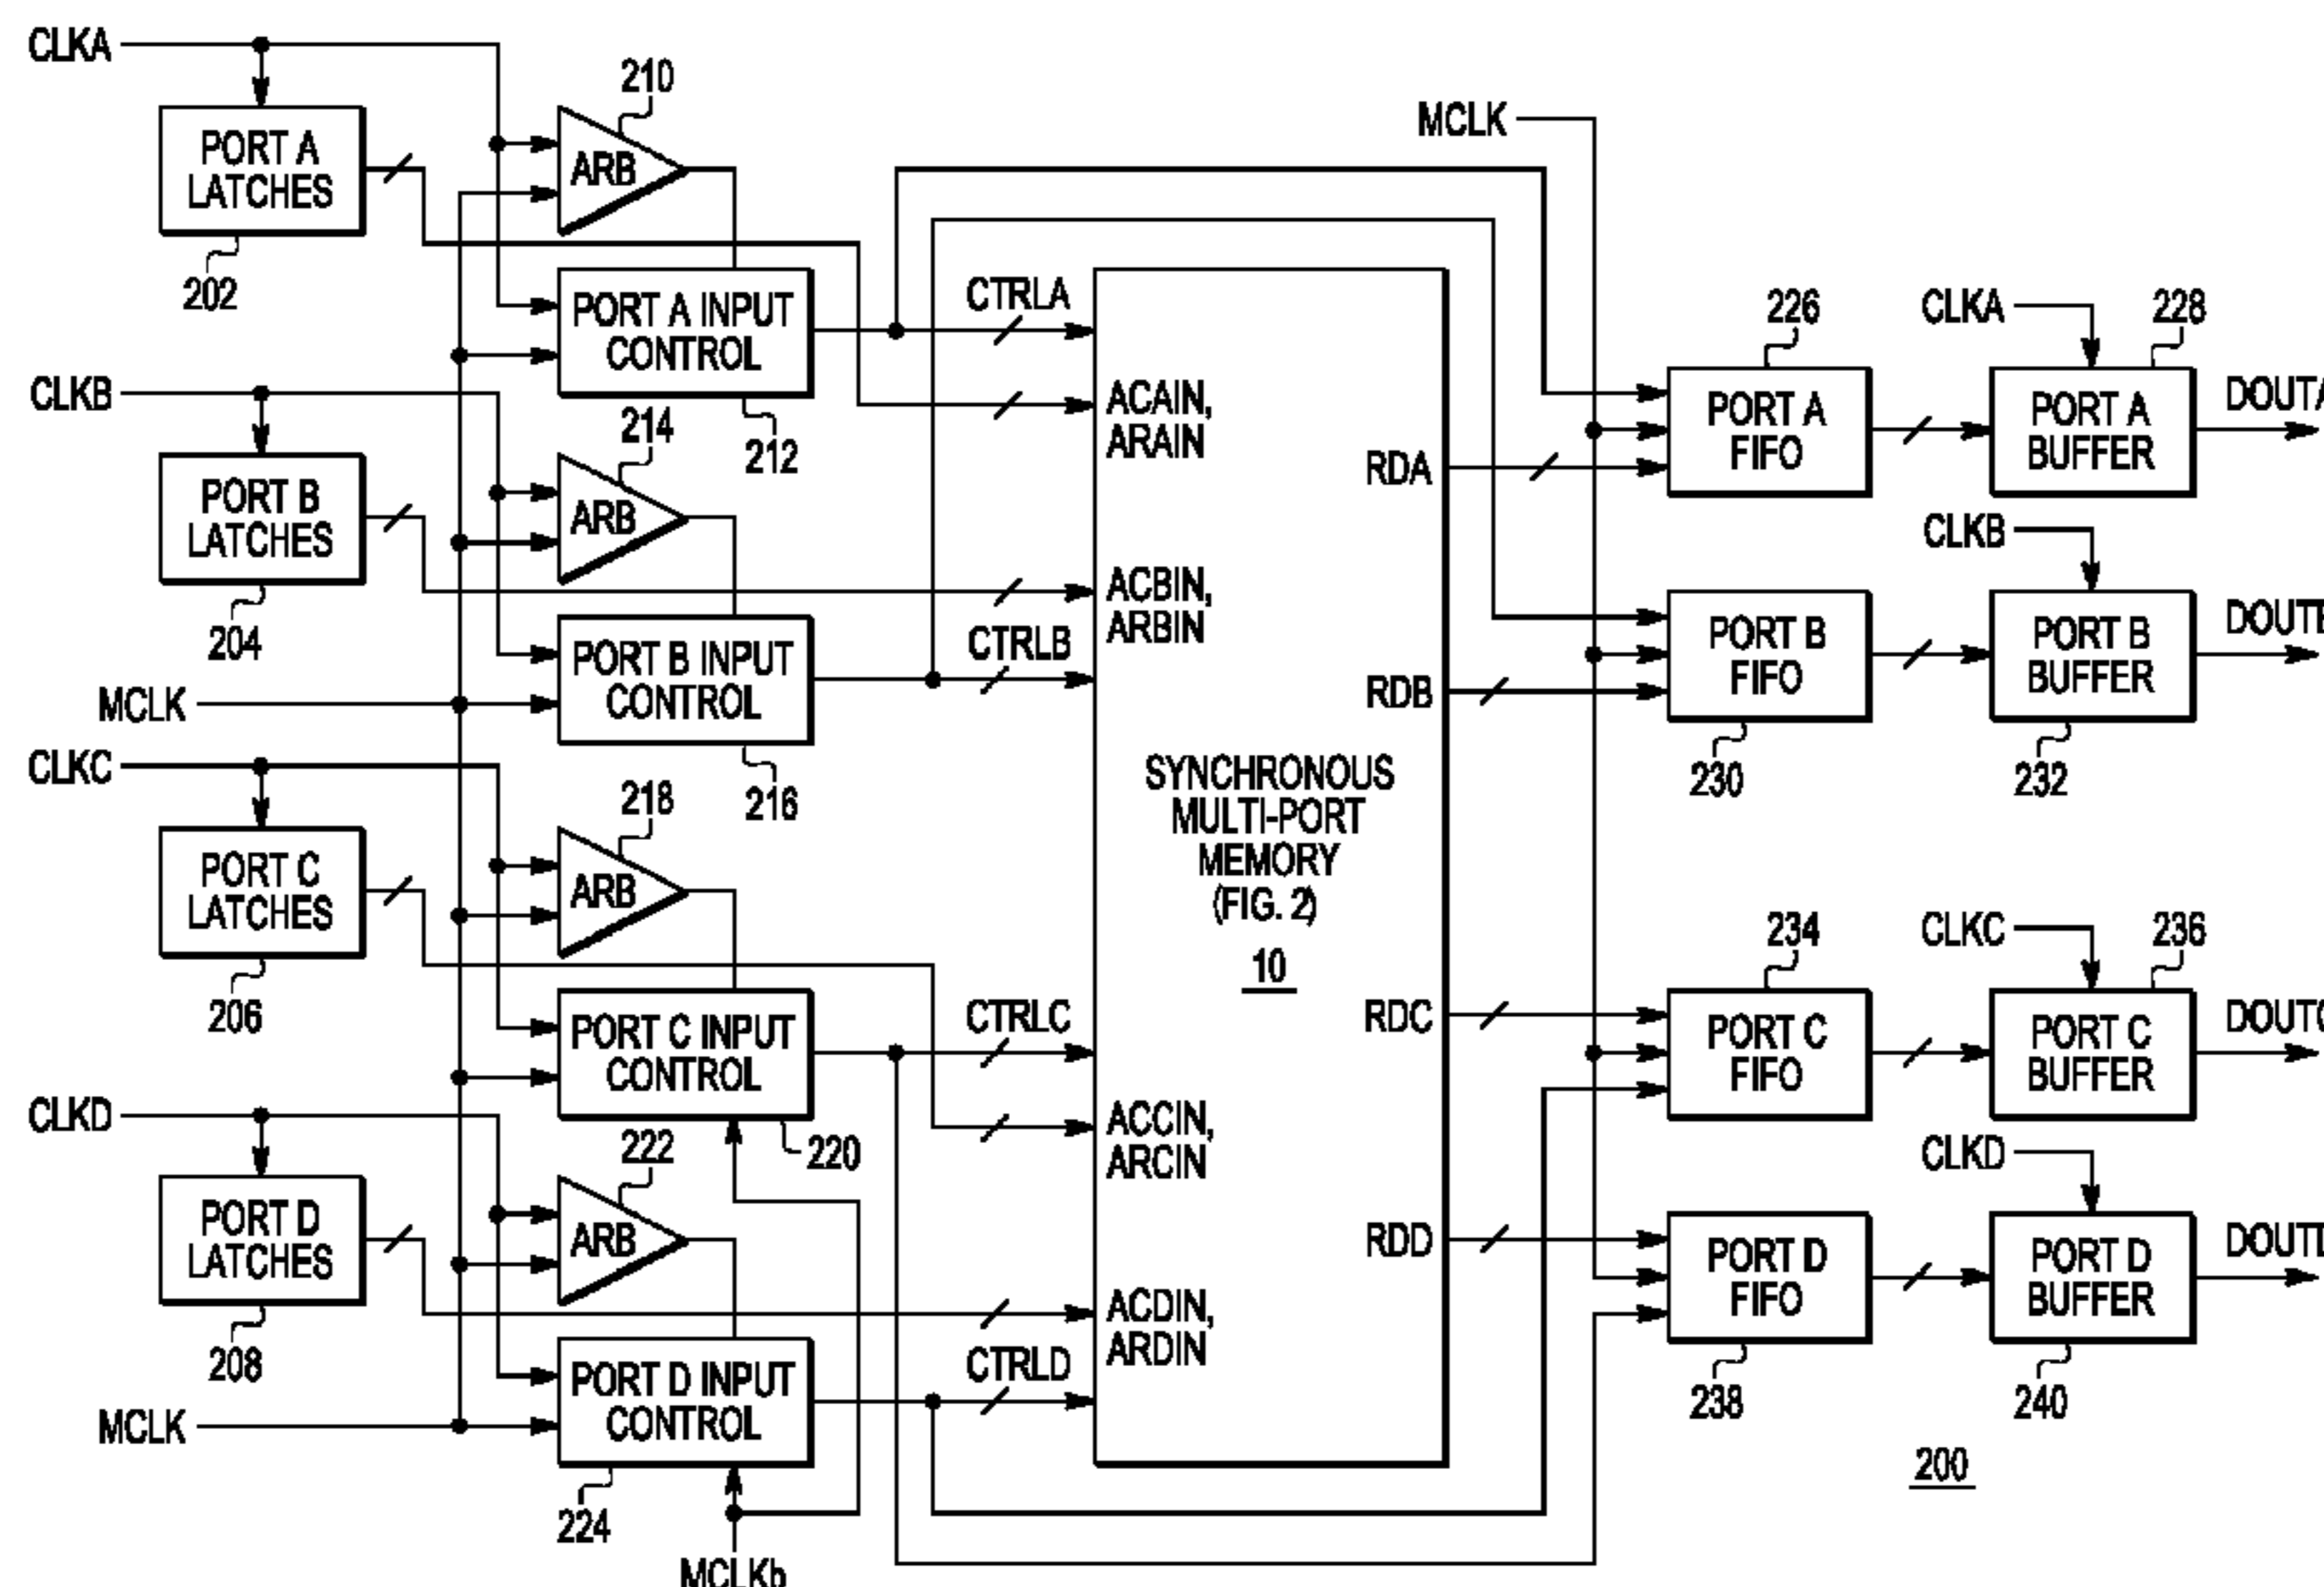 CLKA
PORT A
LATCHES
202
210
ARB
PORT A INPUT
CONTROL
212
CLKB
PORT B
LATCHES
204
214
ARB
PORT B INPUT
CONTROL
216
MCLK
CLKC
PORT C
LATCHES
206
218
ARB
PORT C INPUT
CONTROL
220
CLKD
PORT D
LATCHES
208
222
ARB
PORT D INPUT
CONTROL
224
MCLK
MCLKb
CTRLA
ACAIN,
ARAIN
ACBIN,
ARBIN
CTRLB
CTRLC
ACCIN,
ARCIN
ACDIN,
ARDIN
CTRLD
SYNCHRONOUS
MULTI-PORT
MEMORY
(FIG. 2)
10
RDA
RDB
RDC
RDD
MCLK
226
PORT A
FIFO
CLKA
228
PORT A
BUFFER
DOUTA
PORT B
FIFO
230
CLKB
PORT B
BUFFER
232
DOUTB
234
PORT C
FIFO
CLKC
236
PORT C
BUFFER
DOUTC
PORT D
FIFO
238
CLKD
PORT D
BUFFER
240
DOUTD
200